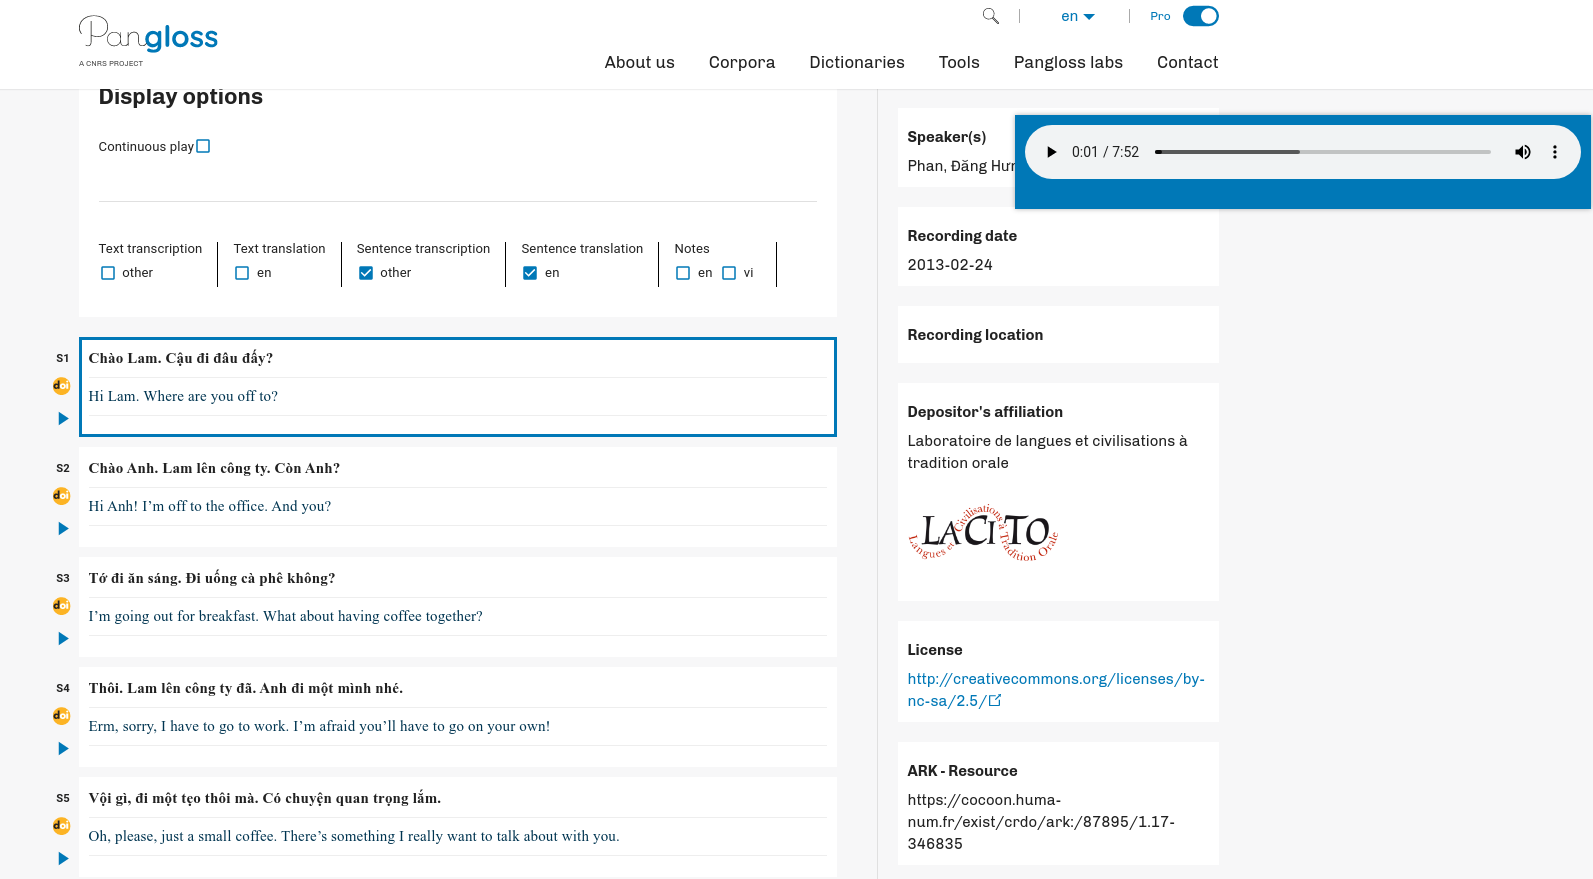 Pangloss
A CNRS PROJECT
en
Pro
About us Corpora Dictionaries Tools Pangloss labs Contact
Display options
Continuous play
Text transcription Text translation Sentence transcription Sentence translation Notes
other en other en en vi
S1 Chào Lam. Cậu đi đâu đấy?
doi
Hi Lam. Where are you off to?
S2 Chào Anh. Lam lên công ty. Còn Anh?
doi
Hi Anh! I’m off to the office. And you?
S3 Tớ đi ăn sáng. Đi uống cà phê không?
doi
I’m going out for breakfast. What about having coffee together?
S4 Thôi. Lam lên công ty đã. Anh đi một mình nhé.
doi
Erm, sorry, I have to go to work. I’m afraid you’ll have to go on your own!
S5 Vội gì, đi một tẹo thôi mà. Có chuyện quan trọng lắm.
doi
Oh, please, just a small coffee. There’s something I really want to talk about with you.
Speaker(s)
Phan, Đăng
0:01 / 7:52
Recording date
2013-02-24
Recording location
Depositor's affiliation
Laboratoire de langues et civilisations à
tradition orale
LACITO
Langues et Civilisations à Tradition Orale
License
http://creativecommons.org/licenses/by-
nc-sa/2.5/
ARK - Resource
https://cocoon.huma-
num.fr/exist/crdo/ark:/87895/1.17-
346835